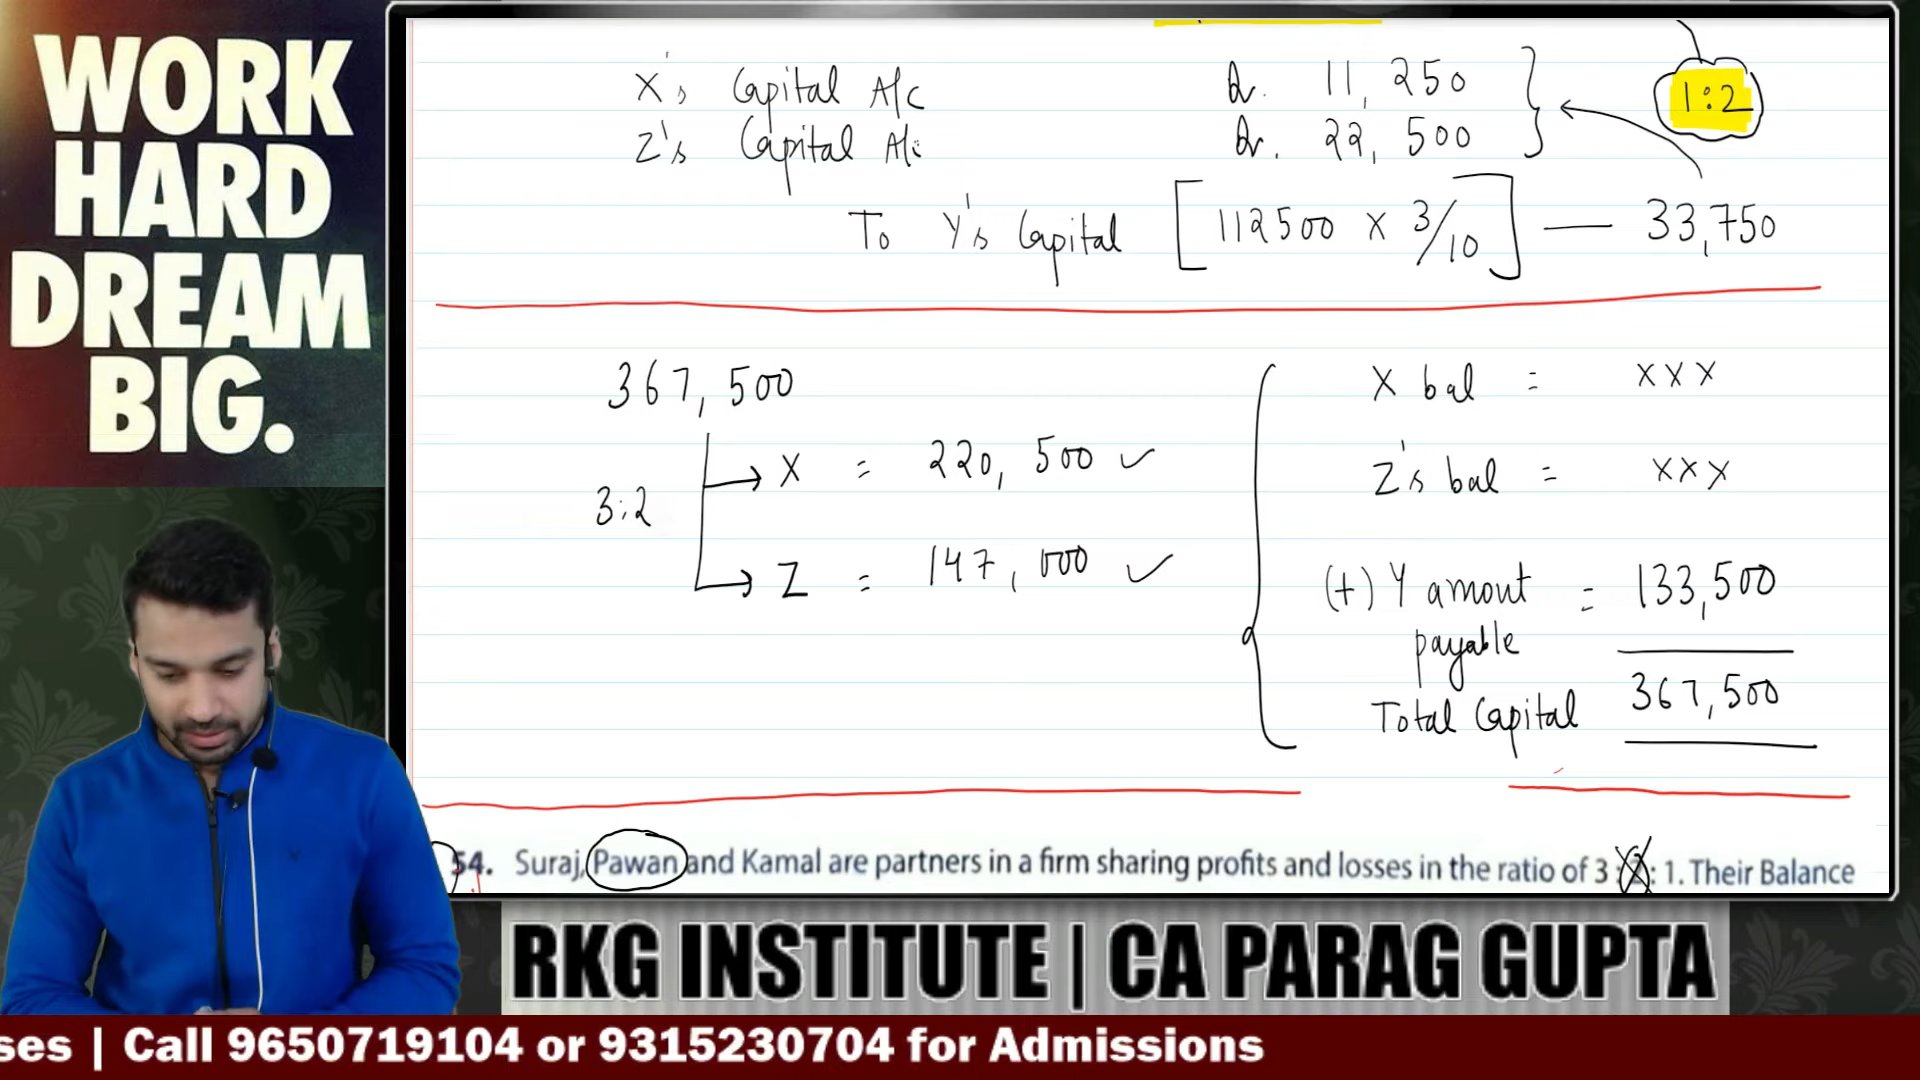 WORK
HARD
DREAM
BIG.
X's Capital A/c Dr. 11,250
Z's Capital A/c Dr. 22,500
1:2
To Y's Capital [112500 X 3/10] — 33,750
367,500
3:2
X = 220,500 ✓
Z = 147,000 ✓
X bal = XXX
Z's bal = XXX
(+) Y amout = 133,500
payable
Total Capital 367,500
54. Suraj, Pawan and Kamal are partners in a firm sharing profits and losses in the ratio of 3 : 2 : 1. Their Balance
RKG INSTITUTE | CA PARAG GUPTA
ses | Call 9650719104 or 9315230704 for Admissions